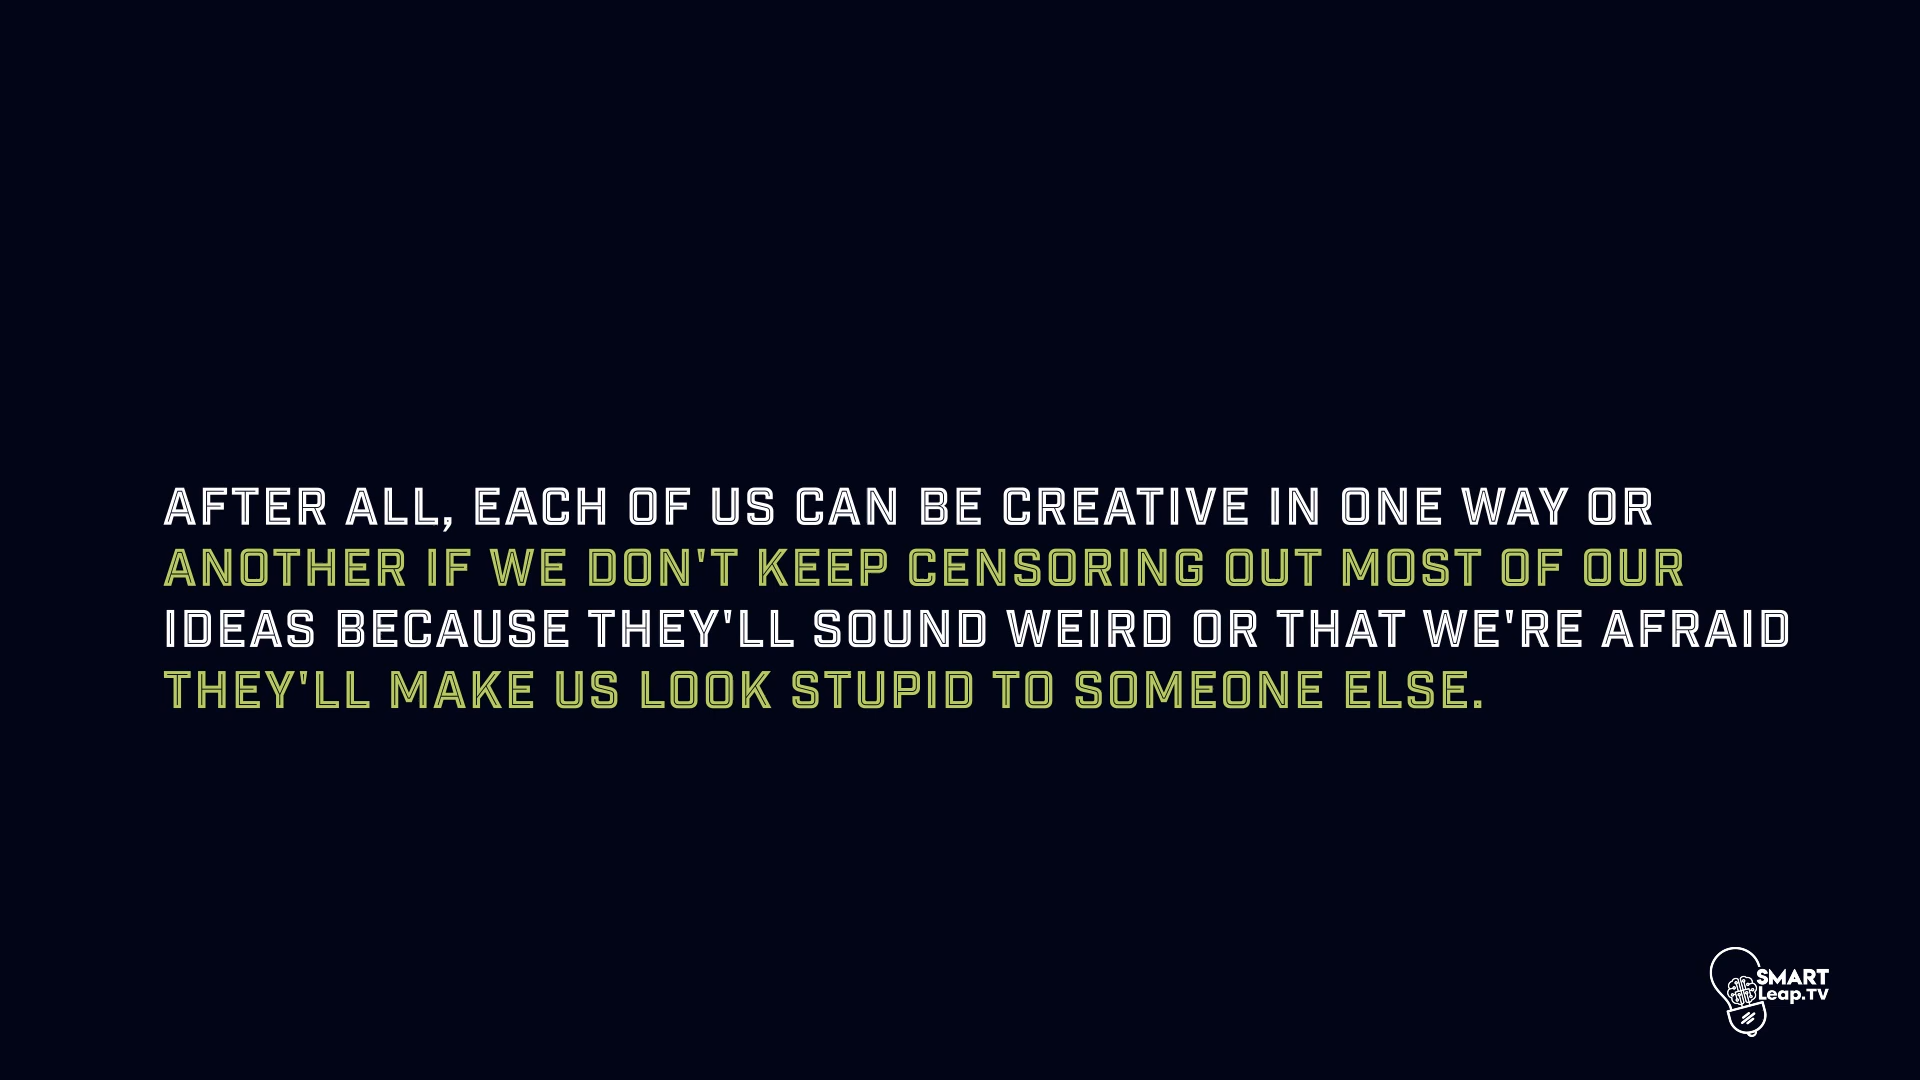 AFTER ALL, EACH OF US CAN BE CREATIVE IN ONE WAY OR
ANOTHER IF WE DON'T KEEP CENSORING OUT MOST OF OUR
IDEAS BECAUSE THEY'LL SOUND WEIRD OR THAT WE'RE AFRAID
THEY'LL MAKE US LOOK STUPID TO SOMEONE ELSE.
SMART
Leap.TV